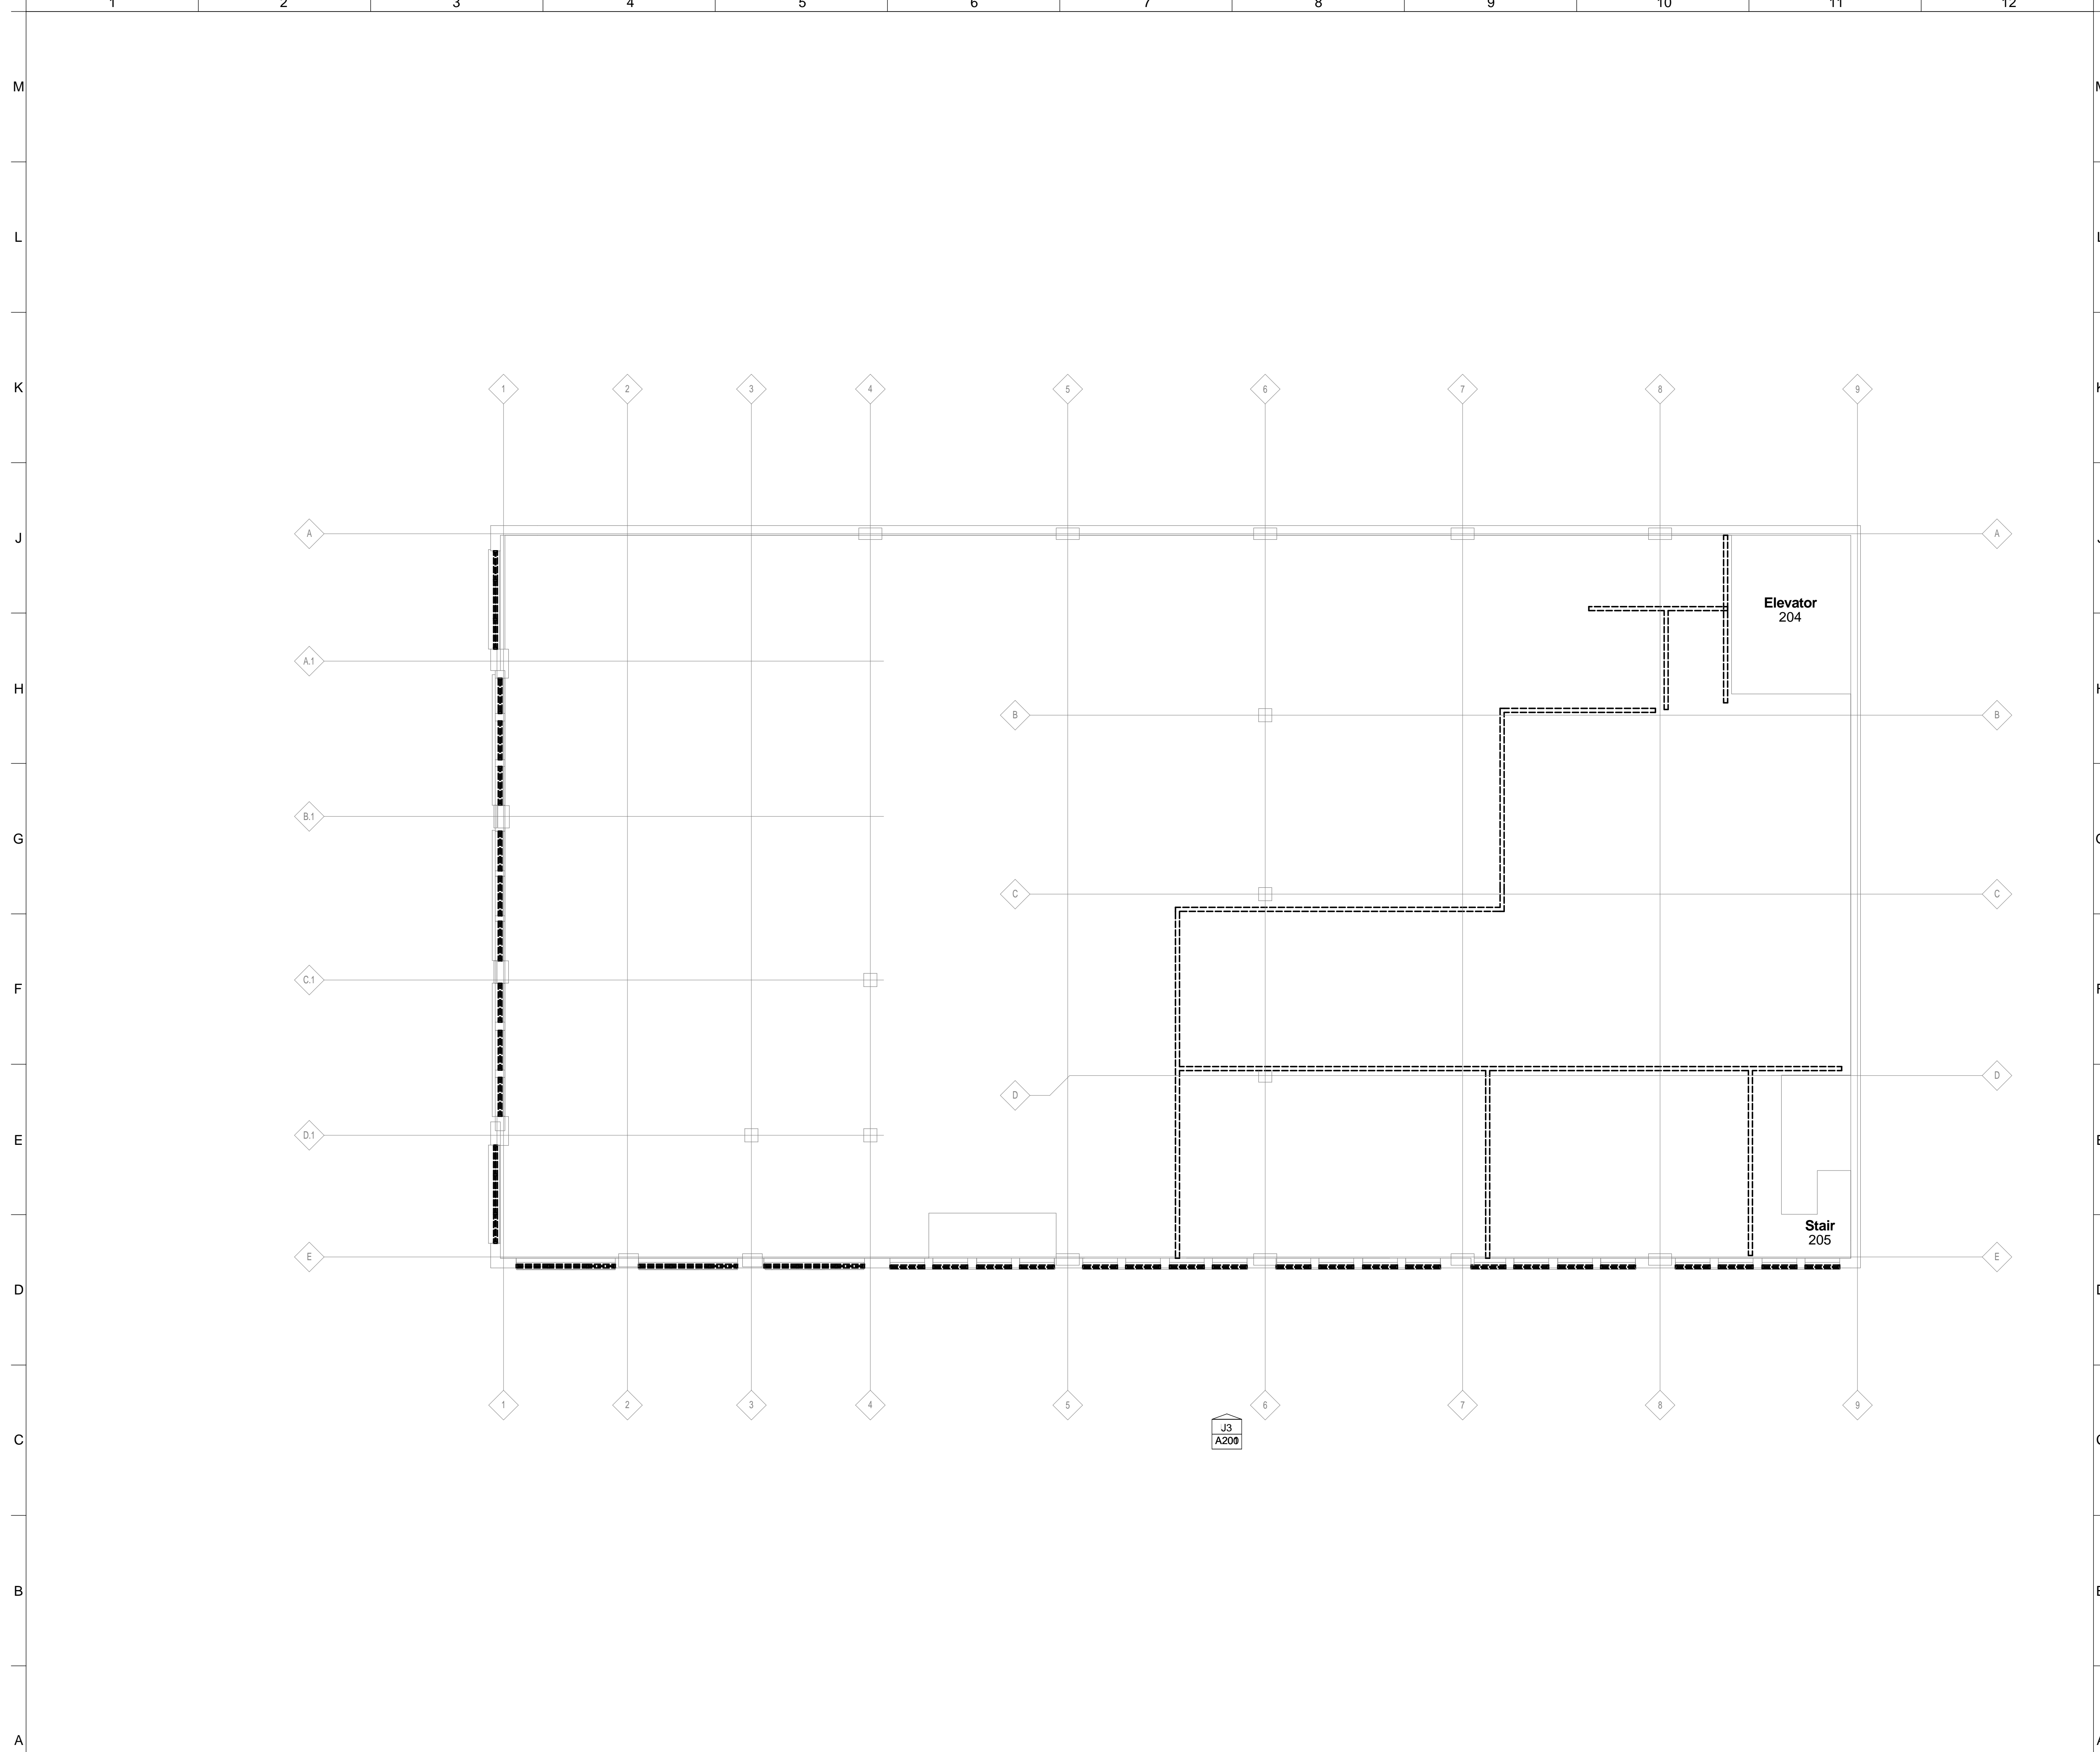 1 2 3 4 5 6 7 8 9 10 11 12
M M
L L
K K
1 2 3 4 5 6 7 8 9
J J
A A
Elevator
204
A.1
H H
B B
B.1
G G
C C
C.1
F F
D
D
D.1
E E
Stair
205
E E
D D
1 2 3 4 5 6 7 8 9
J3
C C
B B
A A